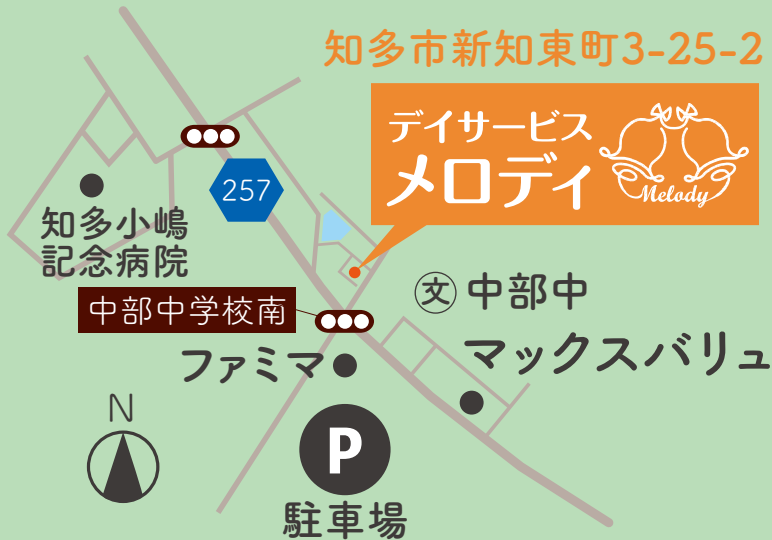 知多市新知東町3-25-2
デイサービス
メロディ
Melody
257
知多小嶋
記念病院
中部中学校南
文 中部中
マックスバリュ
ファミマ
N
P
駐車場